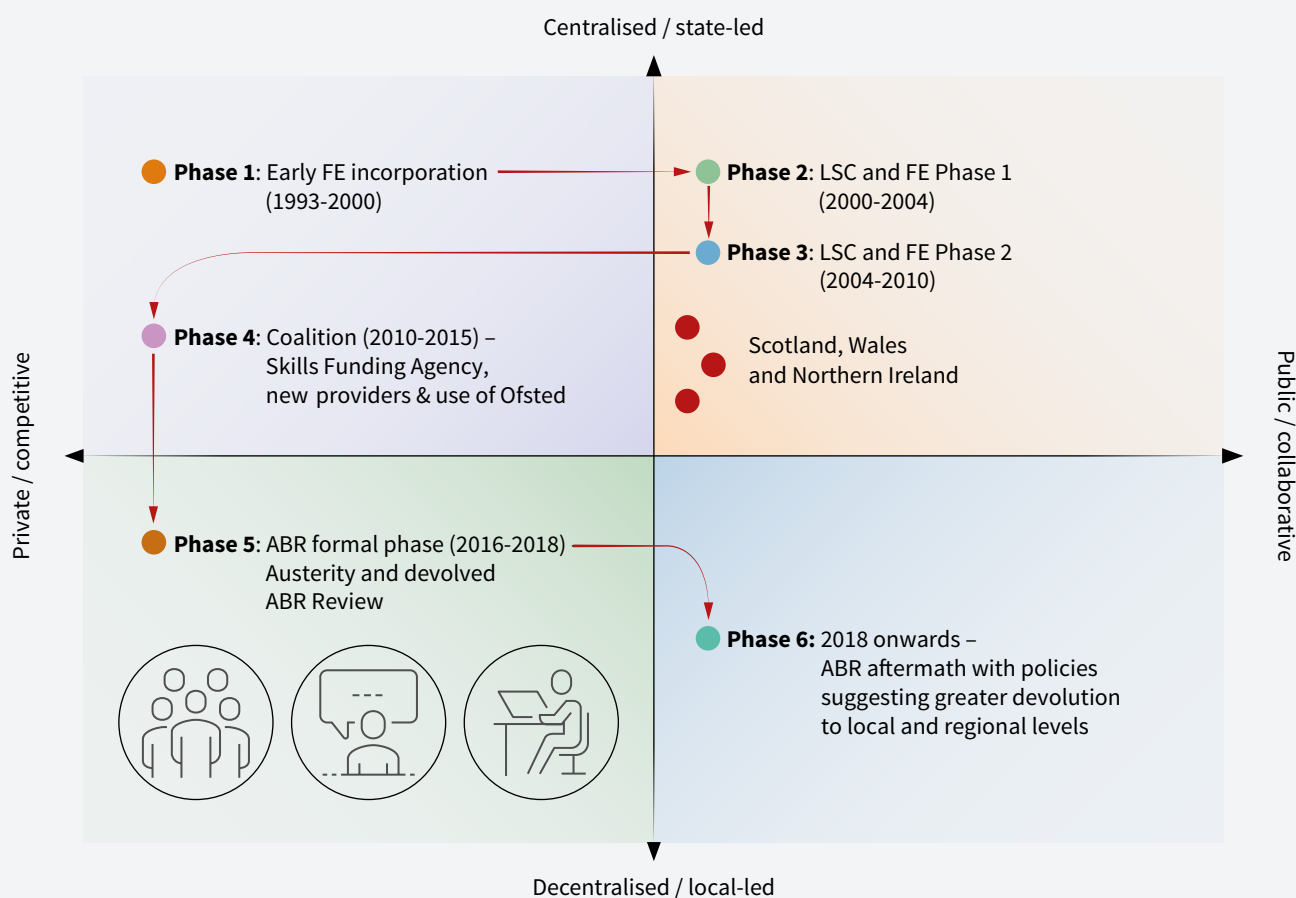 Centralised / state-led
Phase 1: Early FE incorporation
(1993-2000)
Phase 2: LSC and FE Phase 1
(2000-2004)
Phase 3: LSC and FE Phase 2
(2004-2010)
Phase 4: Coalition (2010-2015) –
Skills Funding Agency,
new providers & use of Ofsted
Scotland, Wales
and Northern Ireland
Private / competitive
Public / collaborative
Phase 5: ABR formal phase (2016-2018)
Austerity and devolved
ABR Review
Phase 6: 2018 onwards –
ABR aftermath with policies
suggesting greater devolution
to local and regional levels
Decentralised / local-led